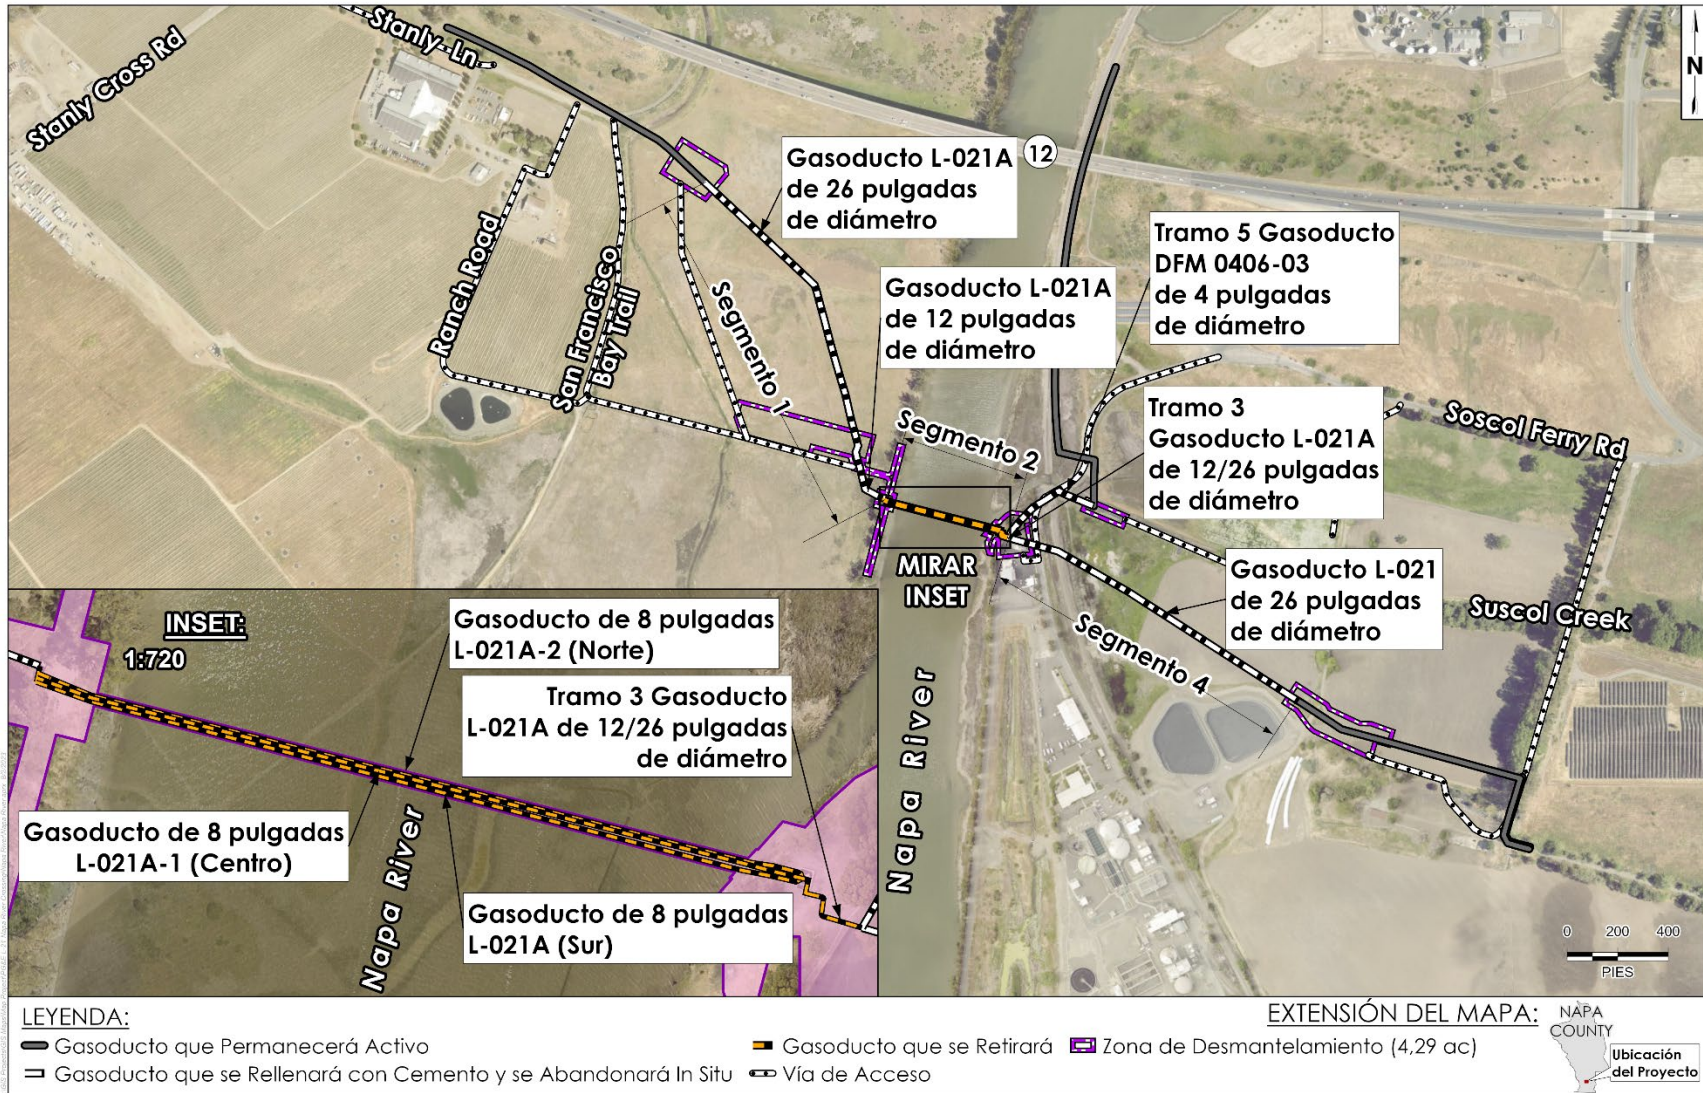 Stanly Cross Rd
Stanly Ln
N
12
Gasoducto L-021A
de 26 pulgadas
de diámetro
Tramo 5 Gasoducto
DFM 0406-03
de 4 pulgadas
de diámetro
Gasoducto L-021A
de 12 pulgadas
de diámetro
Ranch Road
San Francisco
Bay Trail
Segmento 1
Segmento 2
Tramo 3
Gasoducto L-021A
de 12/26 pulgadas
de diámetro
Soscol Ferry Rd
MIRAR
INSET
Gasoducto L-021
de 26 pulgadas
de diámetro
Suscol Creek
Segmento 4
Napa River
INSET:
1:720
Gasoducto de 8 pulgadas
L-021A-2 (Norte)
Tramo 3 Gasoducto
L-021A de 12/26 pulgadas
de diámetro
Gasoducto de 8 pulgadas
L-021A-1 (Centro)
Napa River
Gasoducto de 8 pulgadas
L-021A (Sur)
0 200 400
PIES
LEYENDA:
Gasoducto que Permanecerá Activo
Gasoducto que se Rellenará con Cemento y se Abandonará In Situ
Gasoducto que se Retirará
Vía de Acceso
Zona de Desmantelamiento (4,29 ac)
EXTENSIÓN DEL MAPA:
NAPA
COUNTY
Ubicación
del Proyecto